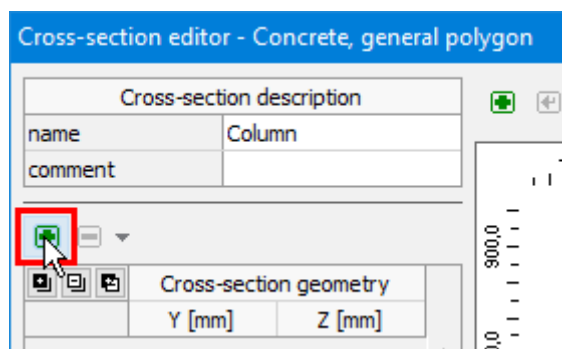 Cross-section editor - Concrete, general polygon
Cross-section description
name Column
comment
Cross-section geometry
Y [mm] Z [mm]
900,0